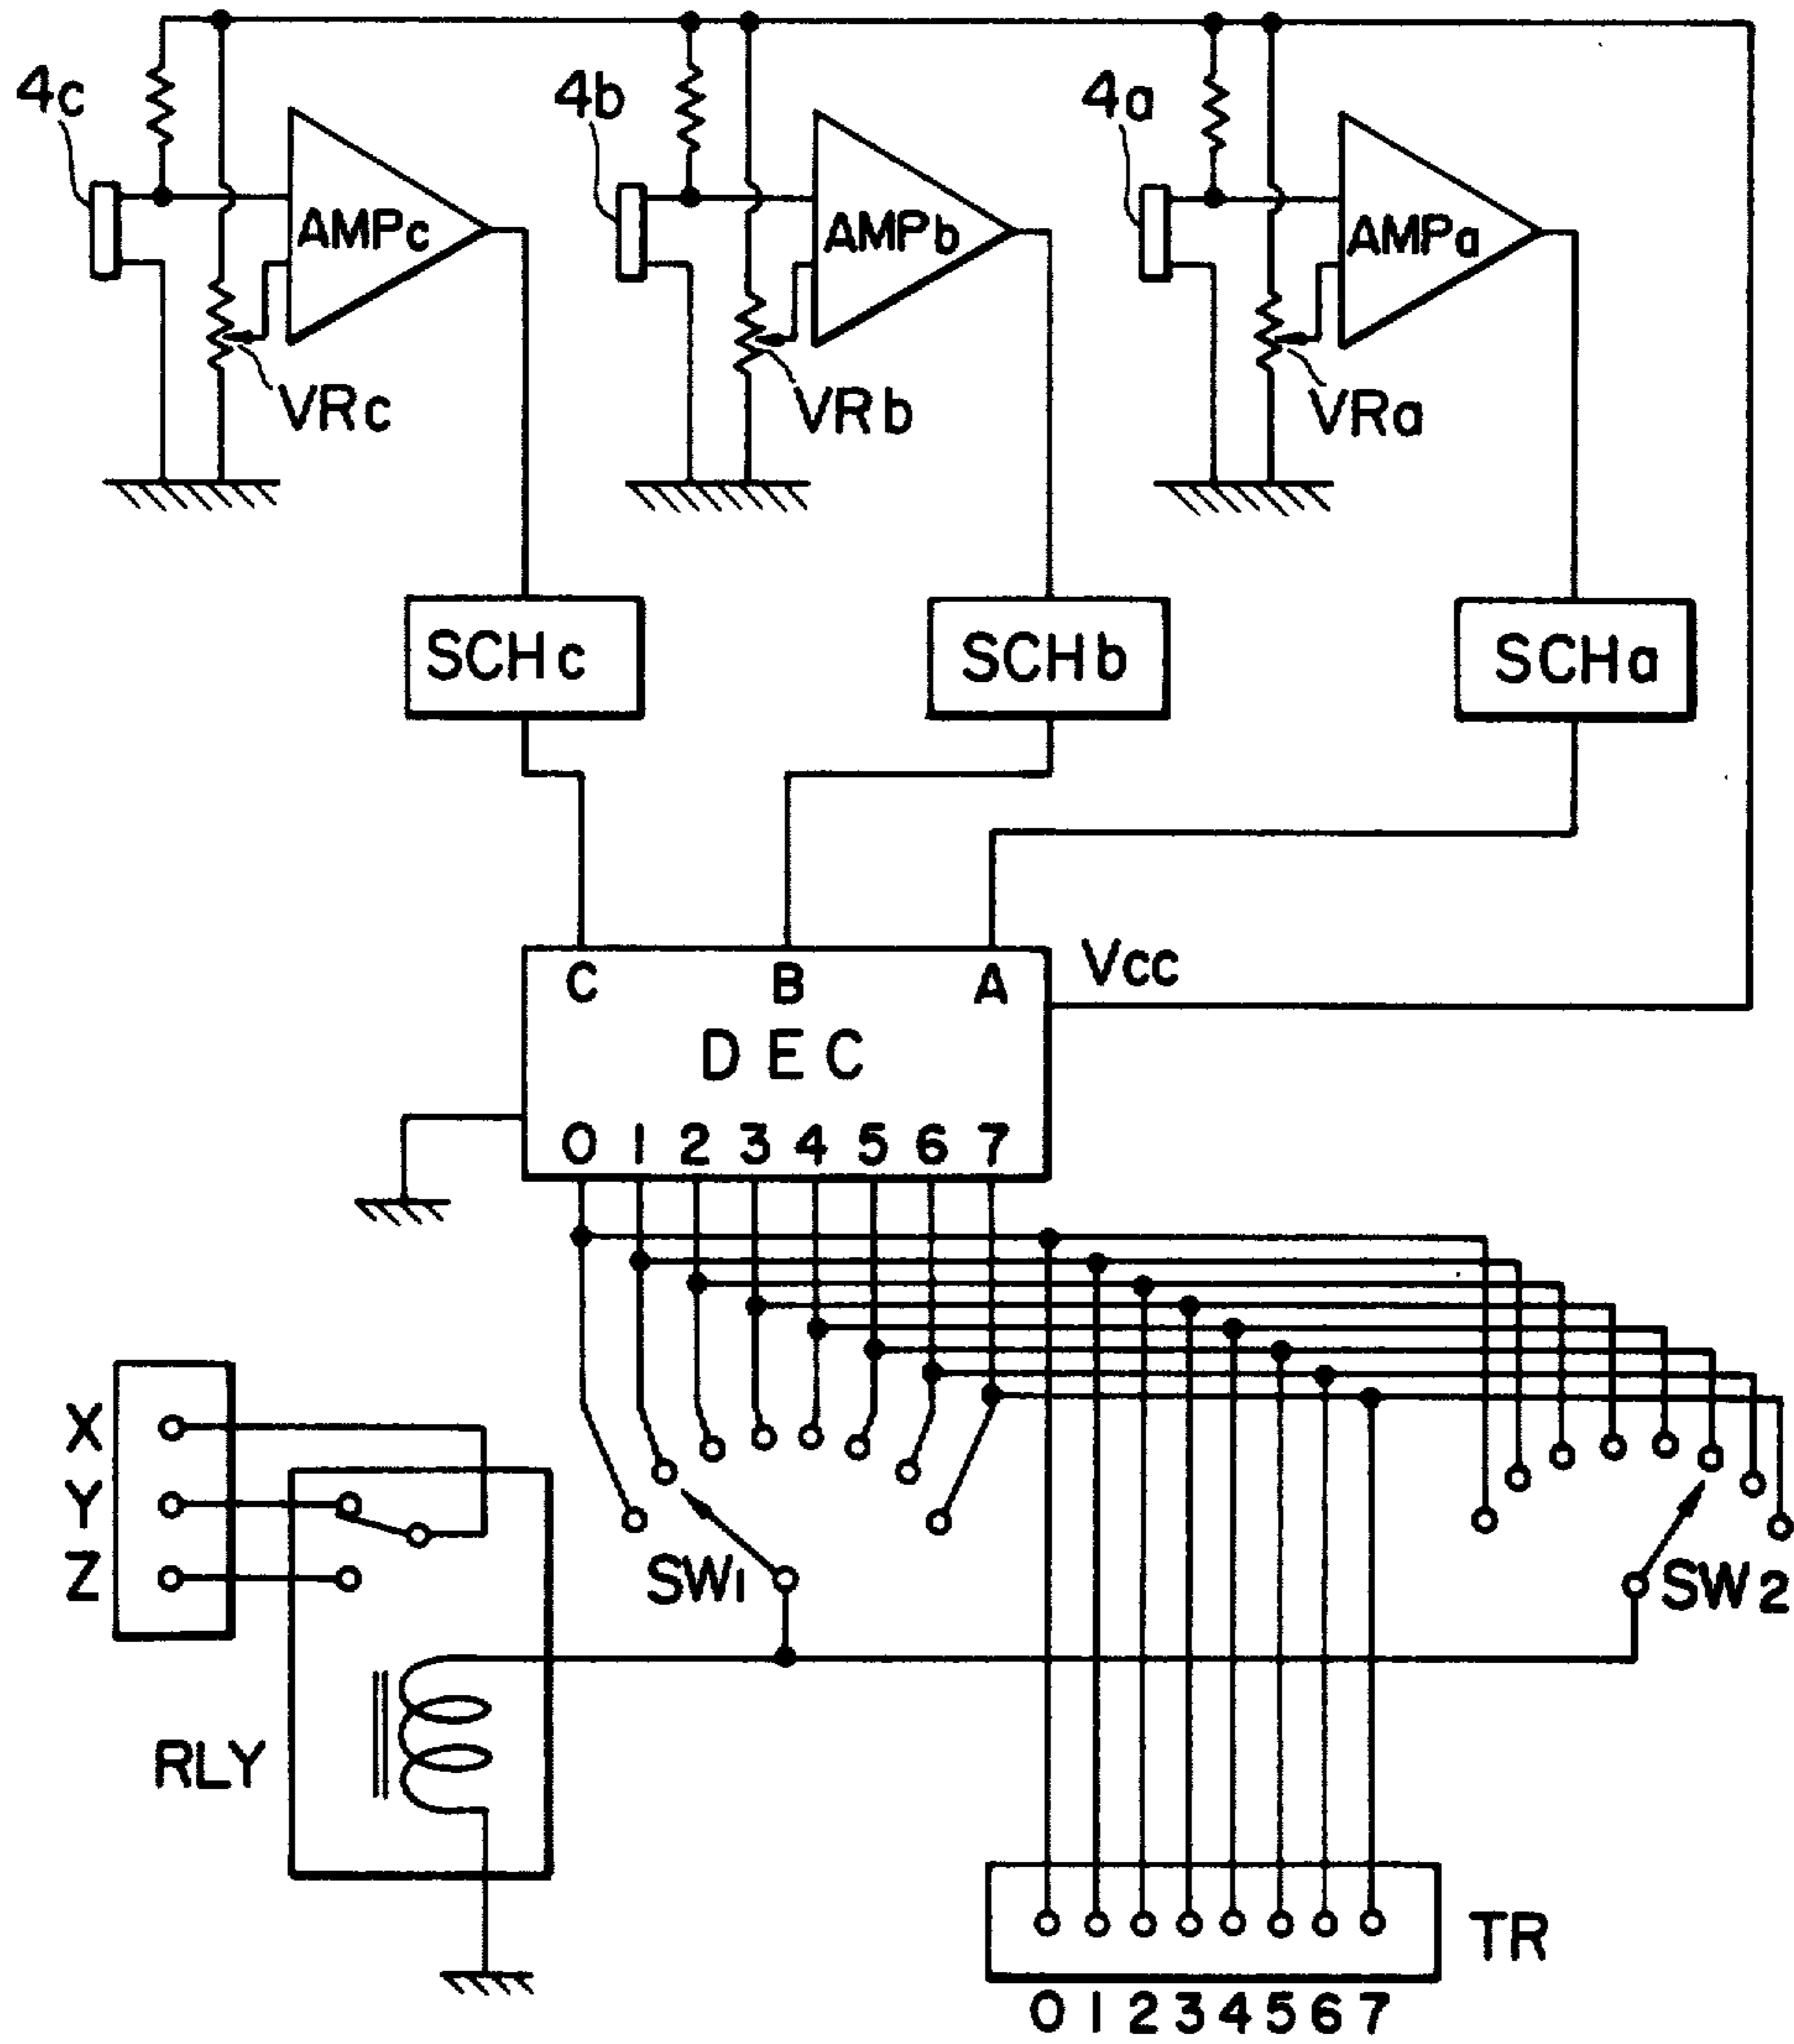 4c 4b 4a
AMPc AMPb AMPa
VRc VRb VRa
SCHc SCHb SCHa
Vcc
C B A
DEC
0 1 2 3 4 5 6 7
X
Y
Z
SW1 SW2
RLY
TR
0 1 2 3 4 5 6 7